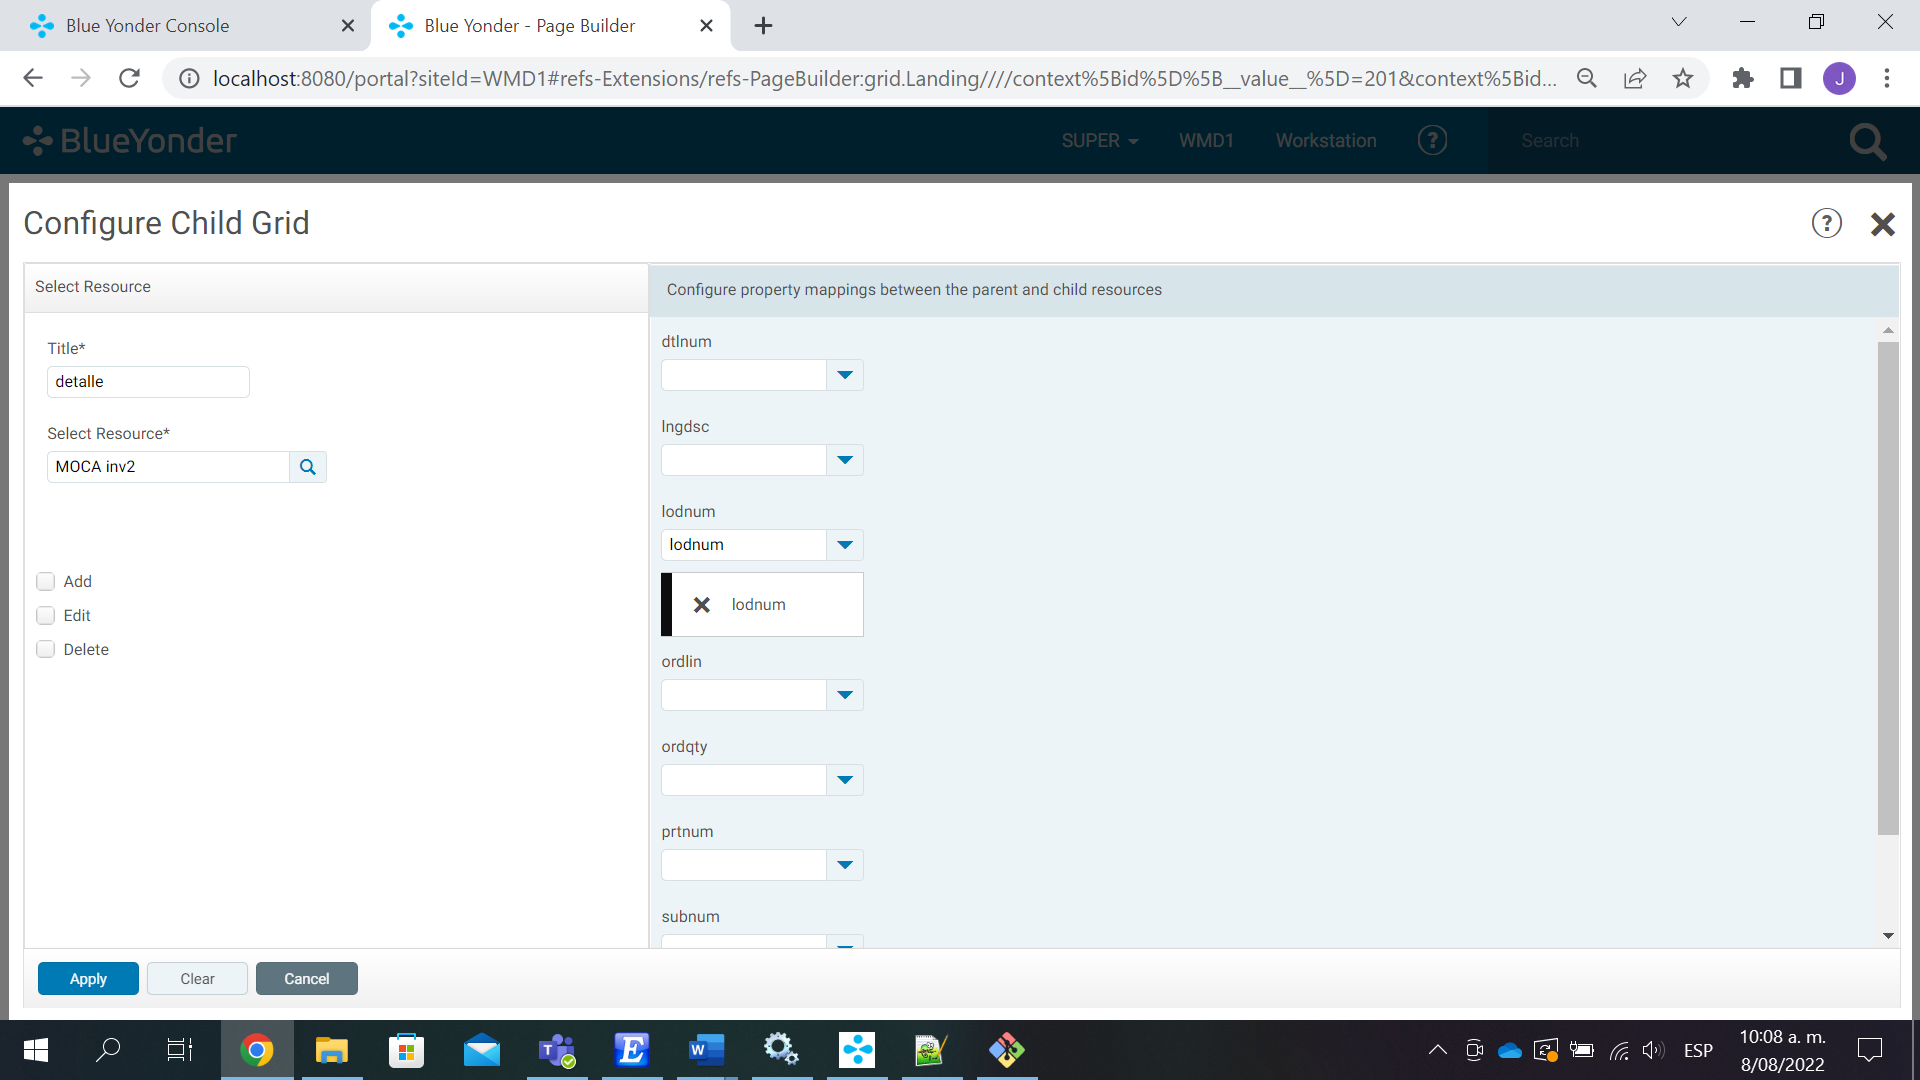 Blue Yonder Console
Blue Yonder - Page Builder
localhost:8080/portal?siteId=WMD1#refs-Extensions/refs-PageBuilder:grid.Landing////context%5Bid%5D%5B__value__%5D=201&context%5Bid...
J
BlueYonder
SUPER
WMD1
Workstation
?
Search
Configure Child Grid
?
Select Resource
Configure property mappings between the parent and child resources
Title*
detalle
Select Resource*
MOCA inv2
Add
Edit
Delete
dtlnum
lngdsc
lodnum
lodnum
lodnum
ordlin
ordqty
prtnum
subnum
Apply
Clear
Cancel
ESP
10:08 a. m.
8/08/2022